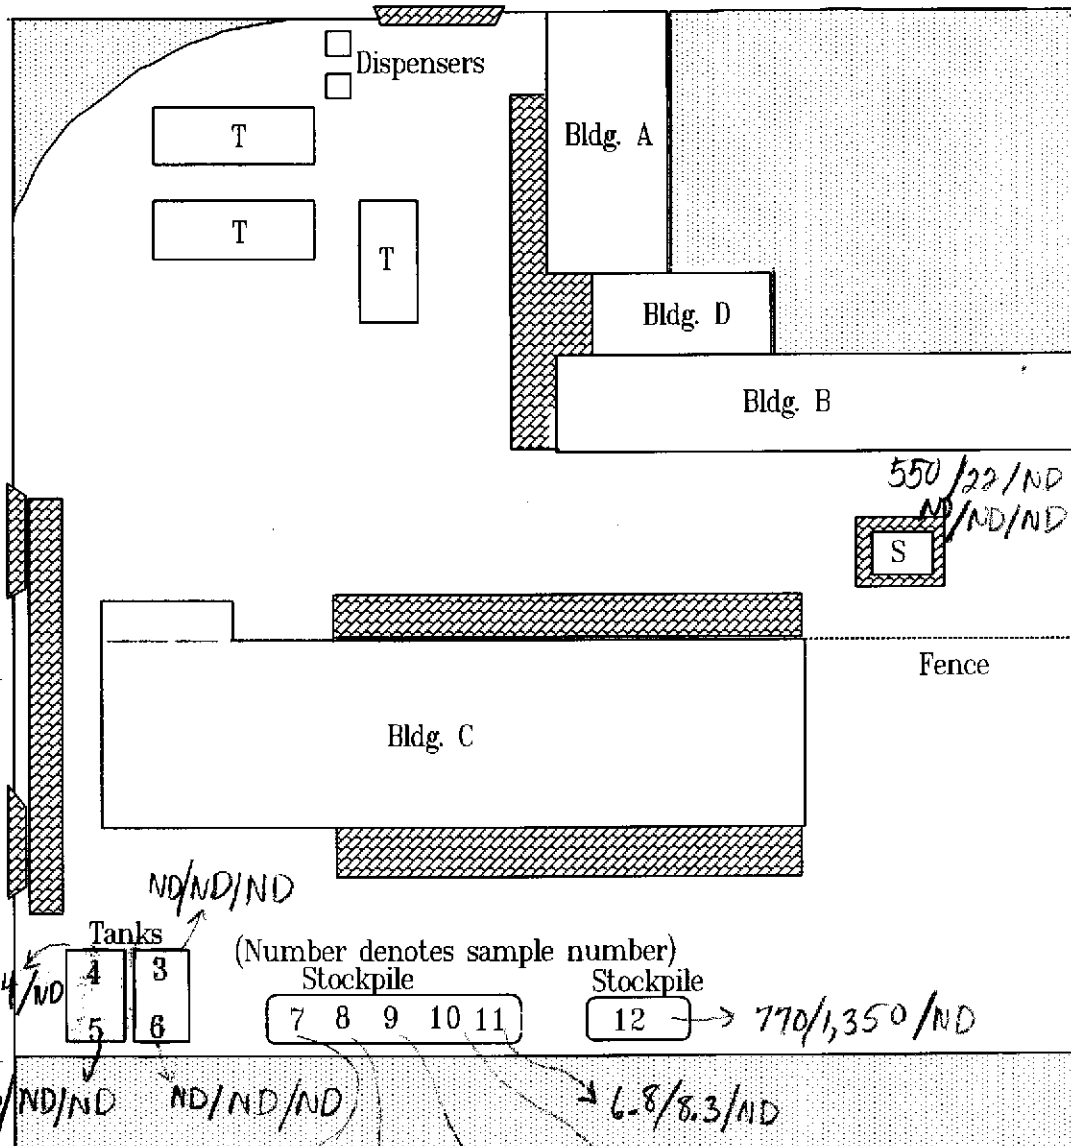 Dispensers
T
Bldg. A
T
T
Bldg. D
Bldg. B
550/22/ND
ND/ND/ND
S
Fence
Bldg. C
ND/ND/ND
Tanks
(Number denotes sample number)
Stockpile
Stockpile
4 3
/ND
7 8 9 10 11
12
770/1,350/ND
5 6
/ND/ND
ND/ND/ND
6.8/8.3/ND